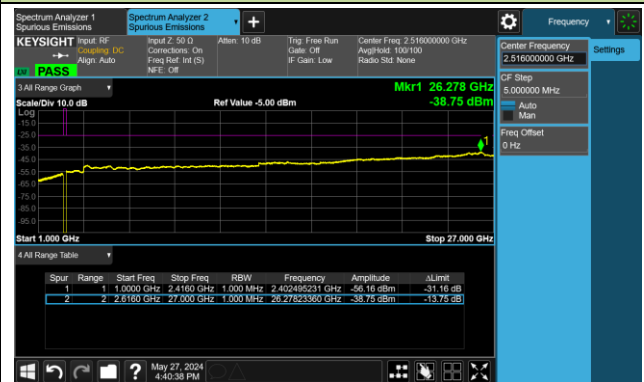 Spectrum Analyzer 1
Spurious Emissions
Spectrum Analyzer 2
Spurious Emissions
Frequency
KEYSIGHT Input: RF
Coupling: DC
Align: Auto
Input Z: 50 Ω
Corrections: On
Freq Ref: Int (S)
NFE: Off
Atten: 10 dB
Trig: Free Run
Gate: Off
IF Gain: Low
Center Freq: 2.516000000 GHz
Avg|Hold: 100/100
Radio Std: None
PASS
Center Frequency
2.516000000 GHz
Settings
CF Step
5.000000 MHz
Auto
Man
Freq Offset
0 Hz
3 All Range Graph
Mkr1 26.278 GHz
Scale/Div 10.0 dB
Ref Value -5.00 dBm
-38.75 dBm
Log
-15.0
-25.0
-35.0
-45.0
-55.0
-65.0
-75.0
-85.0
-95.0
1
Start 1.000 GHz
Stop 27.000 GHz
4 All Range Table
Spur Range Start Freq Stop Freq RBW Frequency Amplitude ΔLimit
1 1 1.0000 GHz 2.4160 GHz 1.000 MHz 2.402495231 GHz -56.16 dBm -31.16 dB
2 2 2.6160 GHz 27.000 GHz 1.000 MHz 26.27823360 GHz -38.75 dBm -13.75 dB
May 27, 2024
4:40:38 PM